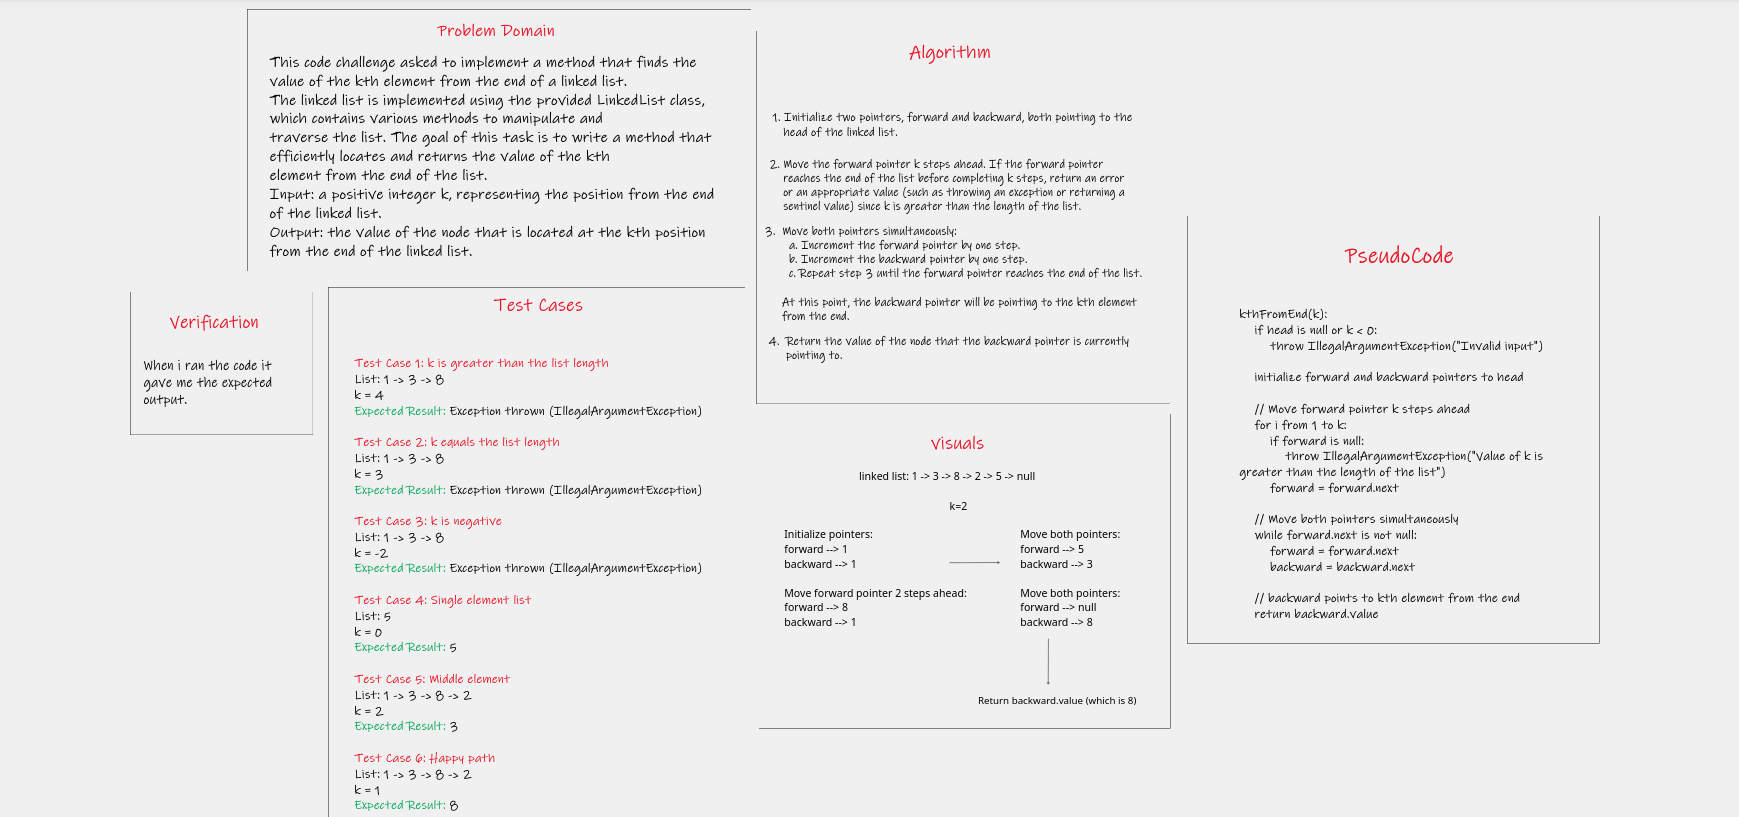 Problem Domain
This code challenge asked to implement a method that finds the
value of the kth element from the end of a linked list.
The linked list is implemented using the provided LinkedList class,
which contains various methods to manipulate and
traverse the list. The goal of this task is to write a method that
efficiently locates and returns the value of the kth
element from the end of the list.
Input: a positive integer k, representing the position from the end
of the linked list.
Output: the value of the node that is located at the kth position
from the end of the linked list.
Verification
When i ran the code it
gave me the expected
output.
Test Cases
Test Case 1: k is greater than the list length
List: 1 -> 3 -> 8
k = 4
Expected Result: Exception thrown (IllegalArgumentException)
Test Case 2: k equals the list length
List: 1 -> 3 -> 8
k = 3
Expected Result: Exception thrown (IllegalArgumentException)
Test Case 3: k is negative
List: 1 -> 3 -> 8
k = -2
Expected Result: Exception thrown (IllegalArgumentException)
Test Case 4: Single element list
List: 5
k = 0
Expected Result: 5
Test Case 5: Middle element
List: 1 -> 3 -> 8 -> 2
k = 2
Expected Result: 3
Test Case 6: Happy path
List: 1 -> 3 -> 8 -> 2
k = 1
Expected Result: 8
Algorithm
1. Initialize two pointers, forward and backward, both pointing to the
head of the linked list.
2. Move the forward pointer k steps ahead. If the forward pointer
reaches the end of the list before completing k steps, return an error
or an appropriate value (such as throwing an exception or returning a
sentinel value) since k is greater than the length of the list.
3. Move both pointers simultaneously:
a. Increment the forward pointer by one step.
b. Increment the backward pointer by one step.
c. Repeat step 3 until the forward pointer reaches the end of the list.
At this point, the backward pointer will be pointing to the kth element
from the end.
4. Return the value of the node that the backward pointer is currently
pointing to.
Visuals
linked list: 1 -> 3 -> 8 -> 2 -> 5 -> null
k=2
Initialize pointers:
forward --> 1
backward --> 1
Move forward pointer 2 steps ahead:
forward --> 8
backward --> 1
Move both pointers:
forward --> 5
backward --> 3
Move both pointers:
forward --> null
backward --> 8
Return backward.value (which is 8)
PseudoCode
kthFromEnd(k):
if head is null or k < 0:
throw IllegalArgumentException("Invalid input")
initialize forward and backward pointers to head
// Move forward pointer k steps ahead
for i from 1 to k:
if forward is null:
throw IllegalArgumentException("Value of k is
greater than the length of the list")
forward = forward.next
// Move both pointers simultaneously
while forward.next is not null:
forward = forward.next
backward = backward.next
// backward points to kth element from the end
return backward.value